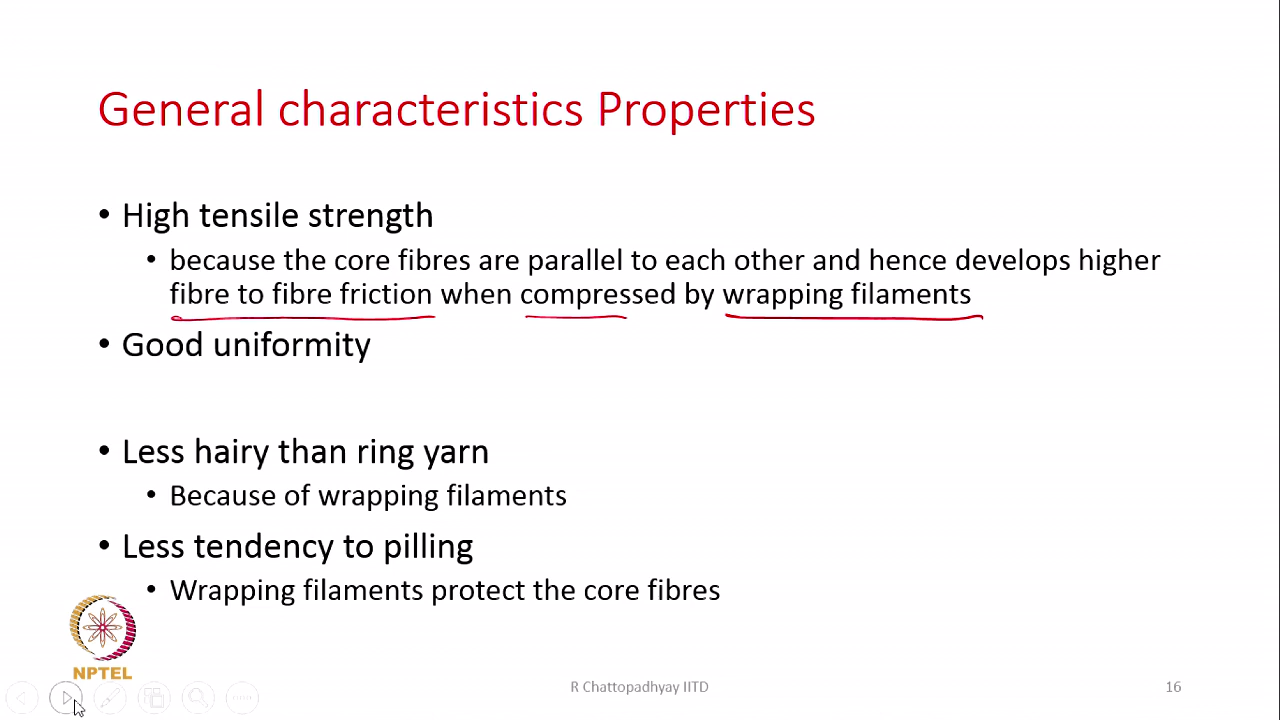 General characteristics Properties
• High tensile strength
• because the core fibres are parallel to each other and hence develops higher
fibre to fibre friction when compressed by wrapping filaments
• Good uniformity
• Less hairy than ring yarn
• Because of wrapping filaments
• Less tendency to pilling
• Wrapping filaments protect the core fibres
NPTEL
R Chattopadhyay IITD
16